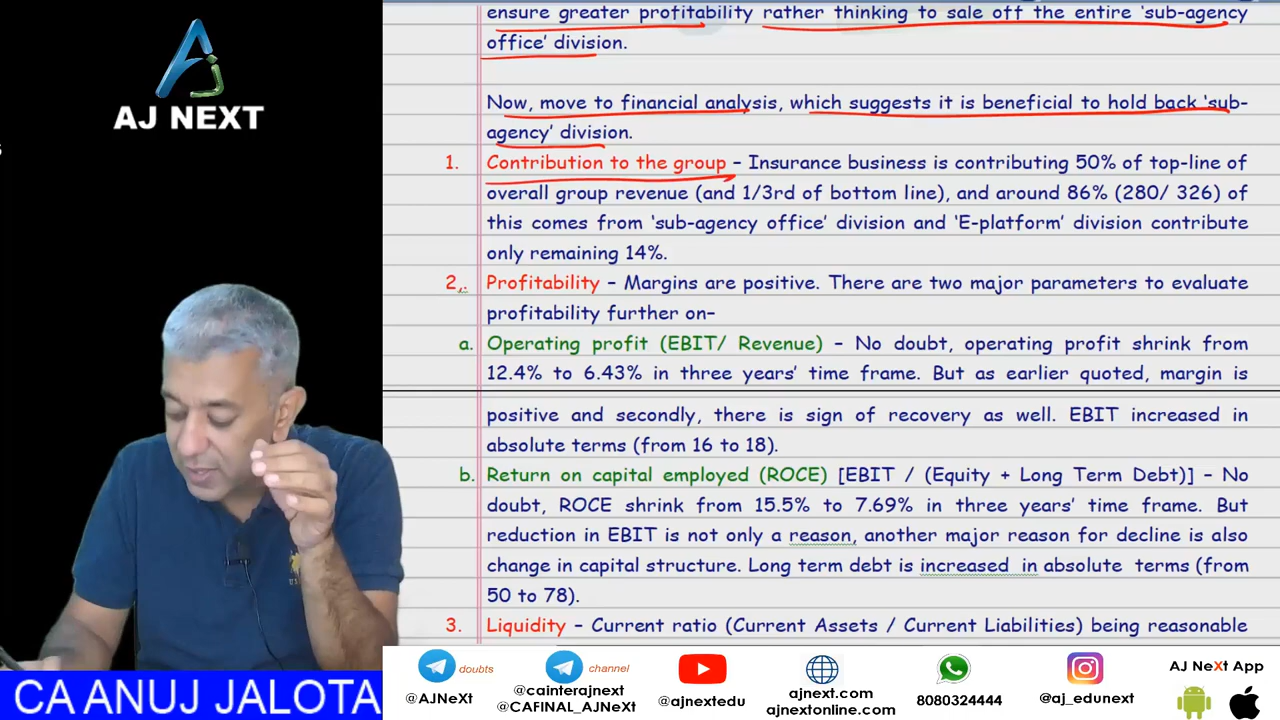 AJ NEXT
ensure greater profitability rather thinking to sale off the entire ‘sub-agency
office’ division.
Now, move to financial analysis, which suggests it is beneficial to hold back ‘sub-
agency’ division.
1. Contribution to the group – Insurance business is contributing 50% of top-line of
overall group revenue (and 1/3rd of bottom line), and around 86% (280/ 326) of
this comes from ‘sub-agency office’ division and ‘E-platform’ division contribute
only remaining 14%.
2. Profitability – Margins are positive. There are two major parameters to evaluate
profitability further on–
a. Operating profit (EBIT/ Revenue) – No doubt, operating profit shrink from
12.4% to 6.43% in three years’ time frame. But as earlier quoted, margin is
positive and secondly, there is sign of recovery as well. EBIT increased in
absolute terms (from 16 to 18).
b. Return on capital employed (ROCE) [EBIT / (Equity + Long Term Debt)] – No
doubt, ROCE shrink from 15.5% to 7.69% in three years’ time frame. But
reduction in EBIT is not only a reason, another major reason for decline is also
change in capital structure. Long term debt is increased in absolute terms (from
50 to 78).
3. Liquidity – Current ratio (Current Assets / Current Liabilities) being reasonable
CA ANUJ JALOTA
doubts
@AJNeXt
channel
@cainterajnext
@CAFINAL_AJNeXt
@ajnextedu
ajnext.com
ajnextonline.com
8080324444
@aj_edunext
AJ NeXt App